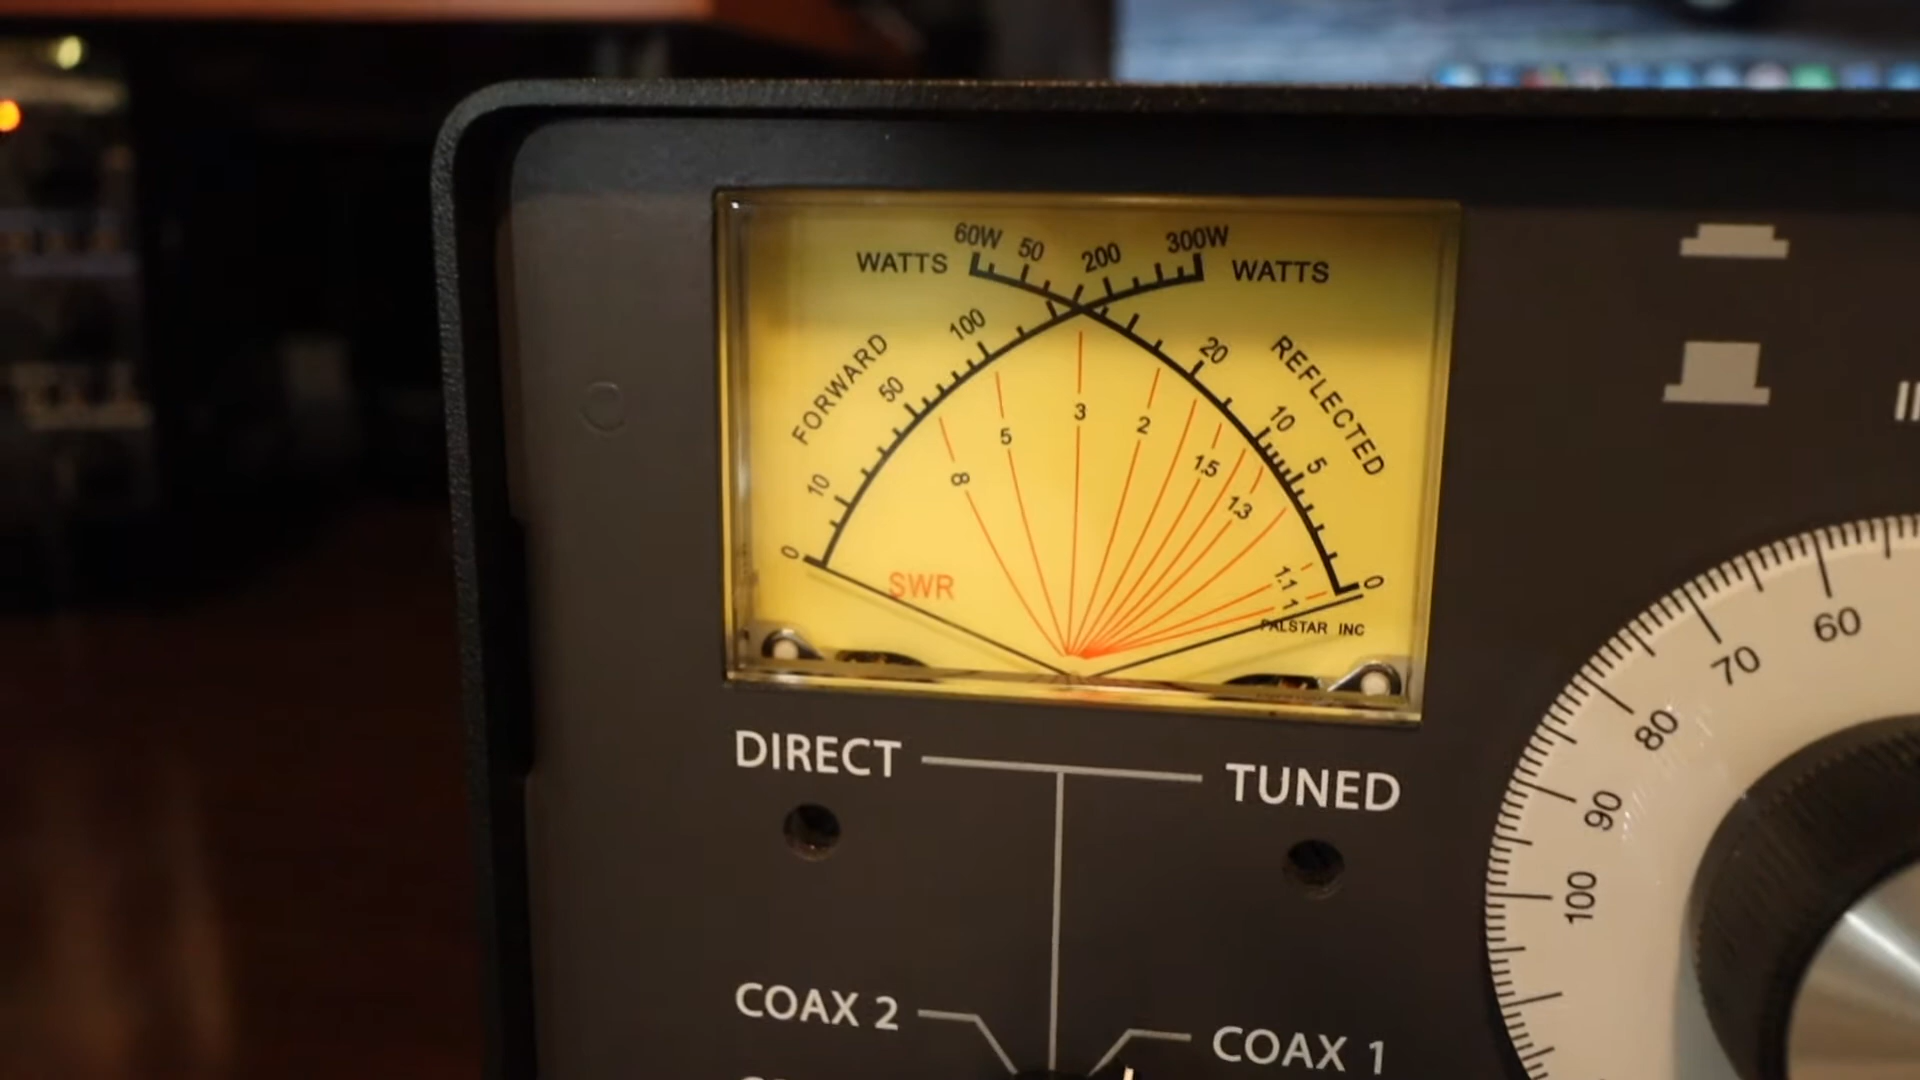 60W 50 200 300W
WATTS WATTS
100 20
FORWARD REFLECTED
50 10
3
5 2
10 8 1.5 5
1.3
0 SWR 1.1 0
1
PALSTAR INC
DIRECT TUNED
60
70
80
90
100
COAX 2 COAX 1